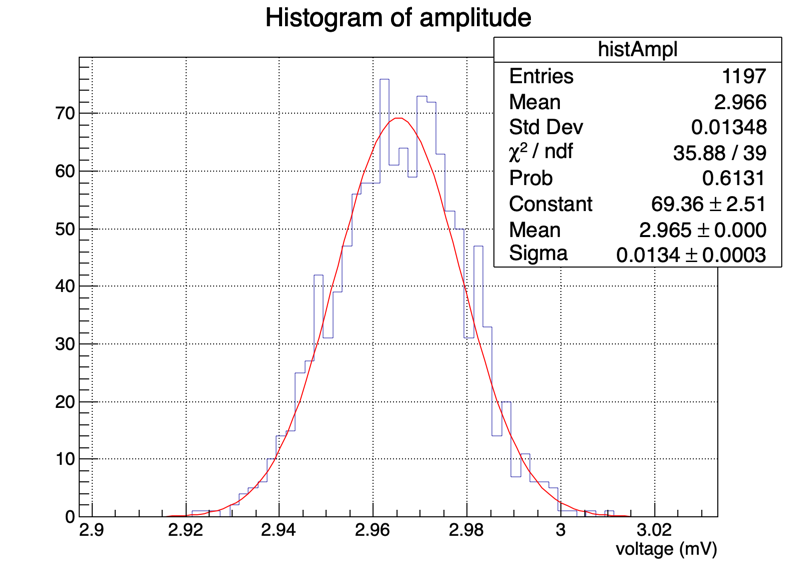 Histogram of amplitude
histAmpl
Entries 1197
Mean 2.966
Std Dev 0.01348
χ² / ndf 35.88 / 39
Prob 0.6131
Constant 69.36 ± 2.51
Mean 2.965 ± 0.000
Sigma 0.0134 ± 0.0003
70
60
50
40
30
20
10
0
2.9 2.92 2.94 2.96 2.98 3 3.02
voltage (mV)